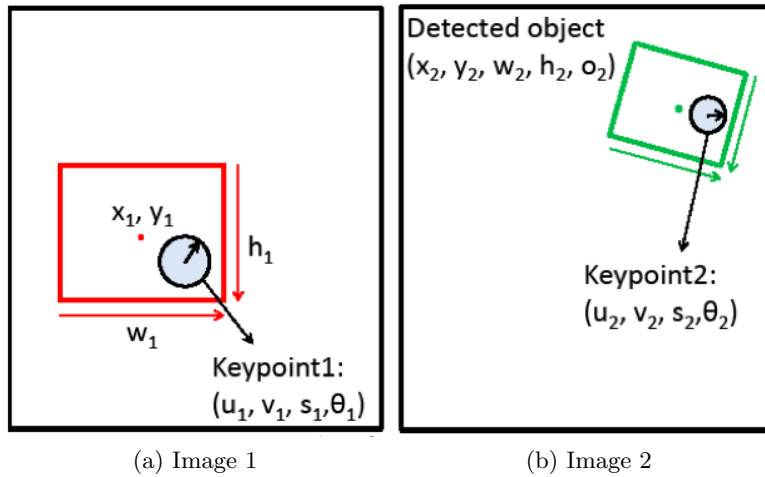 x₁, y₁
h₁
w₁
Keypoint1:
(u₁, v₁, s₁,θ₁)
(a) Image 1
Detected object
(x₂, y₂, w₂, h₂, o₂)
Keypoint2:
(u₂, v₂, s₂,θ₂)
(b) Image 2